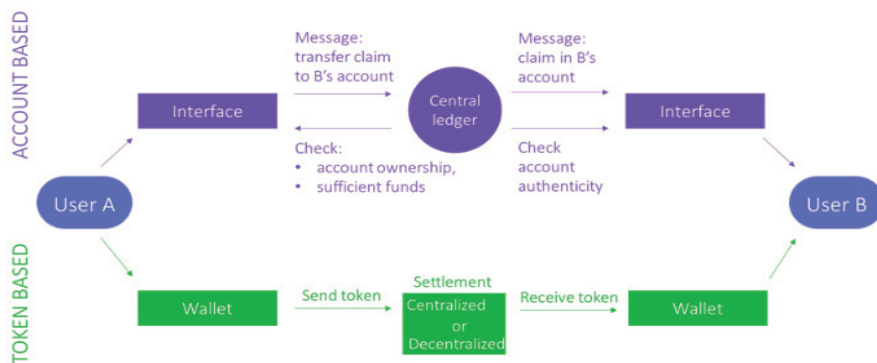 ACCOUNT BASED
Message:
transfer claim
to B's account
Message:
claim in B's
account
Interface
Central
ledger
Interface
Check:
• account ownership,
• sufficient funds
Check
account
authenticity
User A
User B
TOKEN BASED
Wallet
Send token
Settlement
Centralized
or
Decentralized
Receive token
Wallet